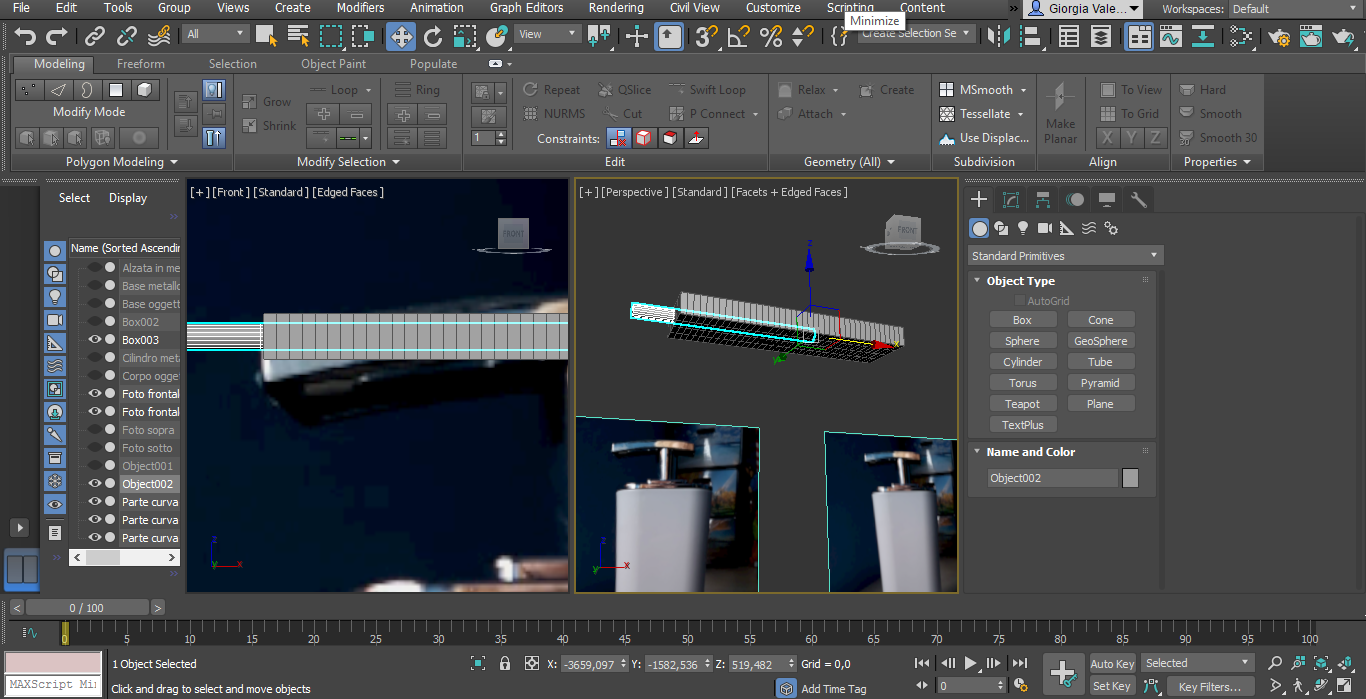 File Edit Tools Group Views Create Modifiers Animation Graph Editors Rendering Civil View Customize Scripting Content » Giorgia Vale... Workspaces: Default
Minimize
All View Create Selection Se
Modeling Freeform Selection Object Paint Populate
Modify Mode
Grow
Shrink
Loop
Ring
1
Repeat QSlice Swift Loop
NURMS Cut P Connect
Constraints:
Relax Create
Attach
MSmooth
Tessellate
Use Displac...
Make
Planar
To View
To Grid
X Y Z
Hard
Smooth
Smooth 30
Polygon Modeling Modify Selection Edit Geometry (All) Subdivision Align Properties
Select Display
»
Name (Sorted Ascendin
Alzata in me
Base metallo
Base oggett
Box002
Box003
Cilindro meta
Corpo ogge
Foto frontal
Foto frontal
Foto sopra
Foto sotto
Object001
Object002
Parte curva
Parte curva
Parte curva
< >
»
»
[+] [Front] [Standard] [Edged Faces]
FRONT
z
y x
[+] [Perspective] [Standard] [Facets + Edged Faces]
FRONT
z
x
y
z
y x
Standard Primitives
Object Type
AutoGrid
Box Cone
Sphere GeoSphere
Cylinder Tube
Torus Pyramid
Teapot Plane
TextPlus
Name and Color
Object002
< 0 / 100 >
0 5 10 15 20 25 30 35 40 45 50 55 60 65 70 75 80 85 90 95 100
1 Object Selected X: -3659,097 Y: -1582,536 Z: 519,482 Grid = 0,0 Auto Key Selected
MAXScript Mi
Click and drag to select and move objects Add Time Tag 0 Set Key Key Filters...